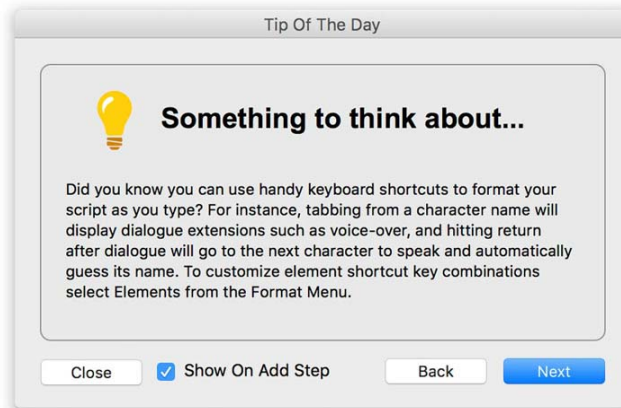 Tip Of The Day
Something to think about...
Did you know you can use handy keyboard shortcuts to format your
script as you type? For instance, tabbing from a character name will
display dialogue extensions such as voice-over, and hitting return
after dialogue will go to the next character to speak and automatically
guess its name. To customize element shortcut key combinations
select Elements from the Format Menu.
Close
Show On Add Step
Back
Next